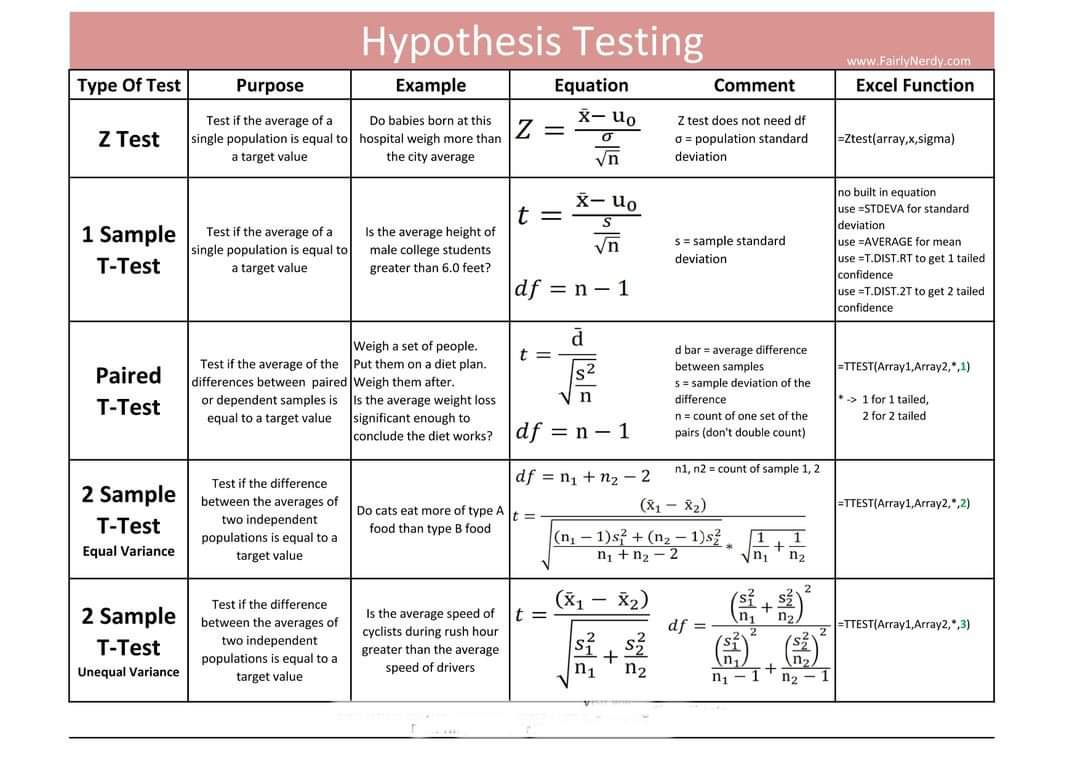 Hypothesis Testing
www.FairlyNerdy.com
Type Of Test Purpose Example Equation Comment Excel Function
Z Test
Test if the average of a
single population is equal to
a target value
Do babies born at this
hospital weigh more than
the city average
Z = (x̄− u₀) / (σ / √n)
Z test does not need df
σ = population standard
deviation
=Ztest(array,x,sigma)
1 Sample
T-Test
Test if the average of a
single population is equal to
a target value
Is the average height of
male college students
greater than 6.0 feet?
t = (x̄− u₀) / (s / √n)
df = n − 1
s = sample standard
deviation
no built in equation
use =STDEVA for standard
deviation
use =AVERAGE for mean
use =T.DIST.RT to get 1 tailed
confidence
use =T.DIST.2T to get 2 tailed
confidence
Paired
T-Test
Test if the average of the
differences between paired
or dependent samples is
equal to a target value
Weigh a set of people.
Put them on a diet plan.
Weigh them after.
Is the average weight loss
significant enough to
conclude the diet works?
t = d̄ / √(s² / n)
df = n − 1
d bar = average difference
between samples
s = sample deviation of the
difference
n = count of one set of the
pairs (don't double count)
=TTEST(Array1,Array2,*,1)
* -> 1 for 1 tailed,
2 for 2 tailed
2 Sample
T-Test
Equal Variance
Test if the difference
between the averages of
two independent
populations is equal to a
target value
Do cats eat more of type A
food than type B food
df = n₁ + n₂ − 2
n1, n2 = count of sample 1, 2
t = (x̄₁ − x̄₂) / (√(((n₁ − 1)s₁² + (n₂ − 1)s₂²) / (n₁ + n₂ − 2)) * √(1/n₁ + 1/n₂))
=TTEST(Array1,Array2,*,2)
2 Sample
T-Test
Unequal Variance
Test if the difference
between the averages of
two independent
populations is equal to a
target value
Is the average speed of
cyclists during rush hour
greater than the average
speed of drivers
t = (x̄₁ − x̄₂) / √(s₁²/n₁ + s₂²/n₂)
df = (s₁²/n₁ + s₂²/n₂)² / ((s₁²/n₁)²/(n₁ − 1) + (s₂²/n₂)²/(n₂ − 1))
=TTEST(Array1,Array2,*,3)